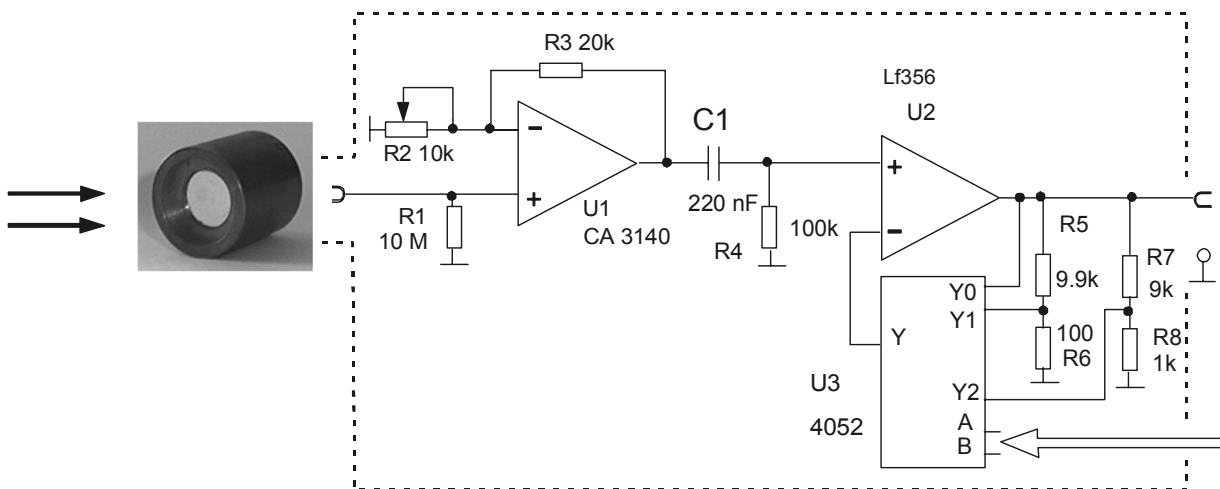 R3 20k
Lf356
U2
C1
R2 10k
−
+
R1
10 M
U1
CA 3140
220 nF
R4
100k
+
−
R5
9.9k
R7
9k
Y0
Y1
Y
100
R6
R8
1k
U3
4052
Y2
A
B